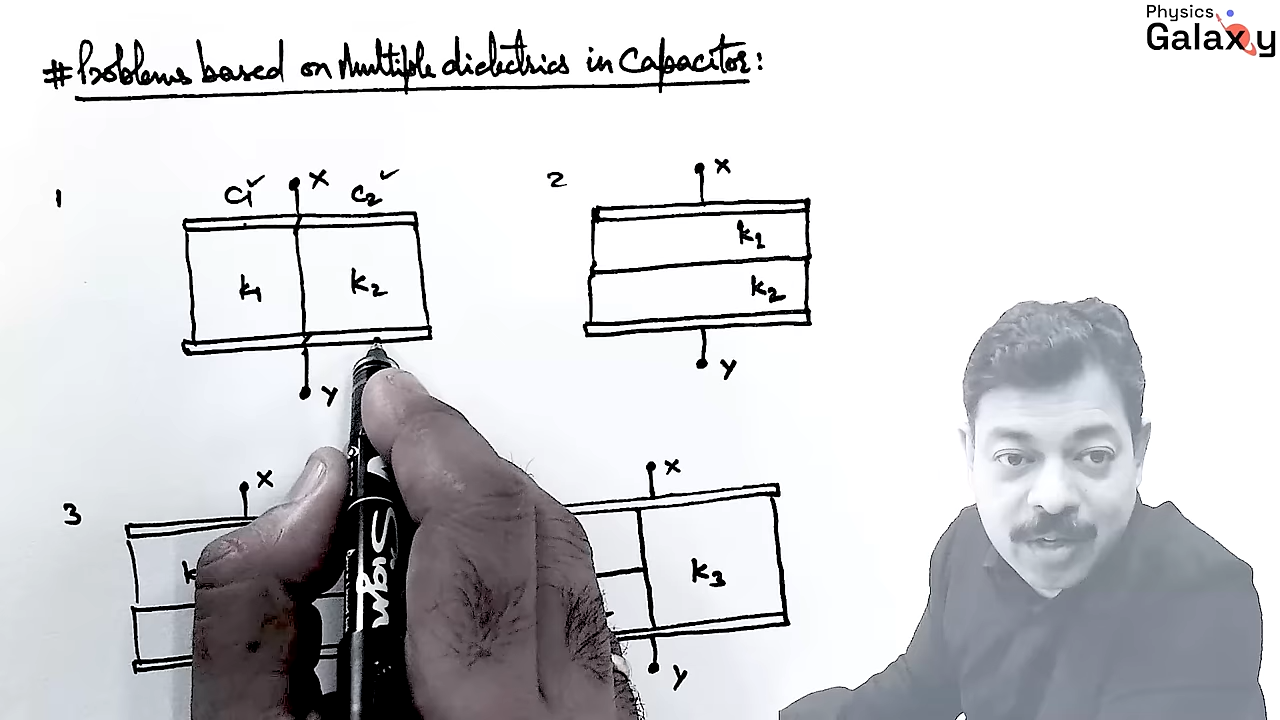 Physics
Galaxy
# Problems based on Multiple dielectrics in Capacitor:
1
C1 ✓
X
C2 ✓
k1
k2
Y
2
X
k1
k2
Y
3
X
k
X
k3
Y
Sign